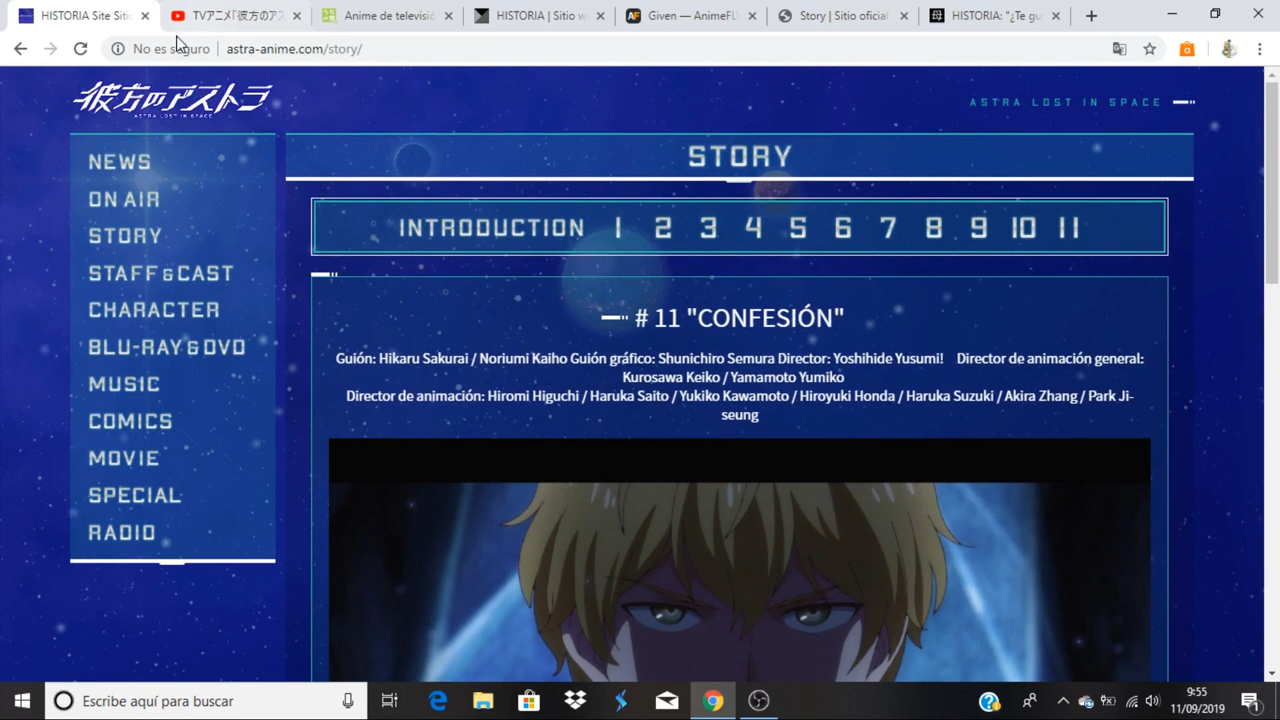 HISTORIA Site Sitio
TVアニメ「彼方のアス
Anime de televisió
HISTORIA | Sitio w
Given — AnimeFL
Story | Sitio oficial
HISTORIA: "¿Te gu
No es seguro
astra-anime.com/story/
彼方のアストラ
ASTRA LOST IN SPACE
ASTRA LOST IN SPACE
NEWS
ON AIR
STORY
STAFF & CAST
CHARACTER
BLU-RAY & DVD
MUSIC
COMICS
MOVIE
SPECIAL
RADIO
STORY
INTRODUCTION 1 2 3 4 5 6 7 8 9 10 11
# 11 "CONFESIÓN"
Guión: Hikaru Sakurai / Noriumi Kaiho Guión gráfico: Shunichiro Semura Director: Yoshihide Yusumi! Director de animación general:
Kurosawa Keiko / Yamamoto Yumiko
Director de animación: Hiromi Higuchi / Haruka Saito / Yukiko Kawamoto / Hiroyuki Honda / Haruka Suzuki / Akira Zhang / Park Ji-
seung
Escribe aquí para buscar
9:55
11/09/2019